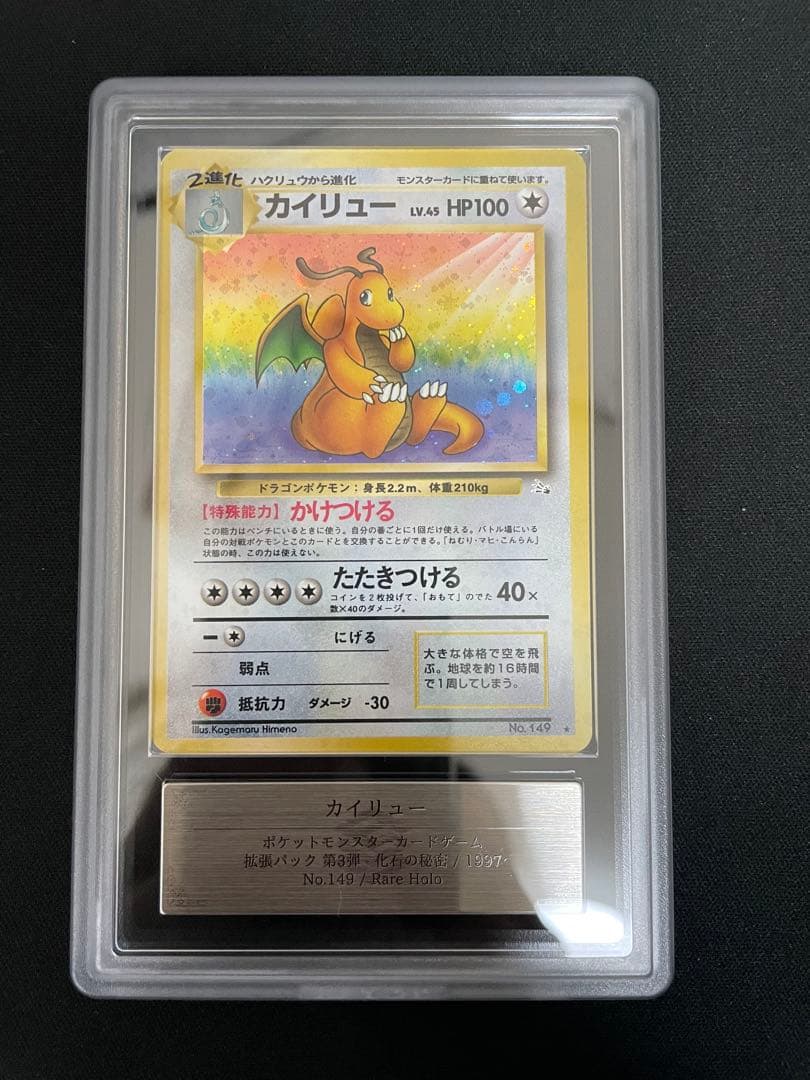 2進化 ハクリュウから進化 モンスターカードに重ねて使います。
カイリュー LV.45 HP100
ドラゴンポケモン：身長2.2m、体重210kg
【特殊能力】かけつける
この能力はベンチにいるときに使う。自分の番ごとに1回だけ使える。バトル場にいる
自分の対戦ポケモンとこのカードとを交換することができる。「ねむり・マヒ・こんらん」
状態の時、この力は使えない。
たたきつける
コインを2枚投げて、「おもて」のでた
数×40のダメージ。
40×
にげる
弱点
抵抗力 ダメージ -30
大きな体格で空を飛
ぶ。地球を約16時間
で1周してしまう。
Illus.Kagemaru Himeno
No.149 ★
カイリュー
ポケットモンスターカードゲーム
拡張パック 第3弾 化石の秘密 / 1997
No.149 / Rare Holo